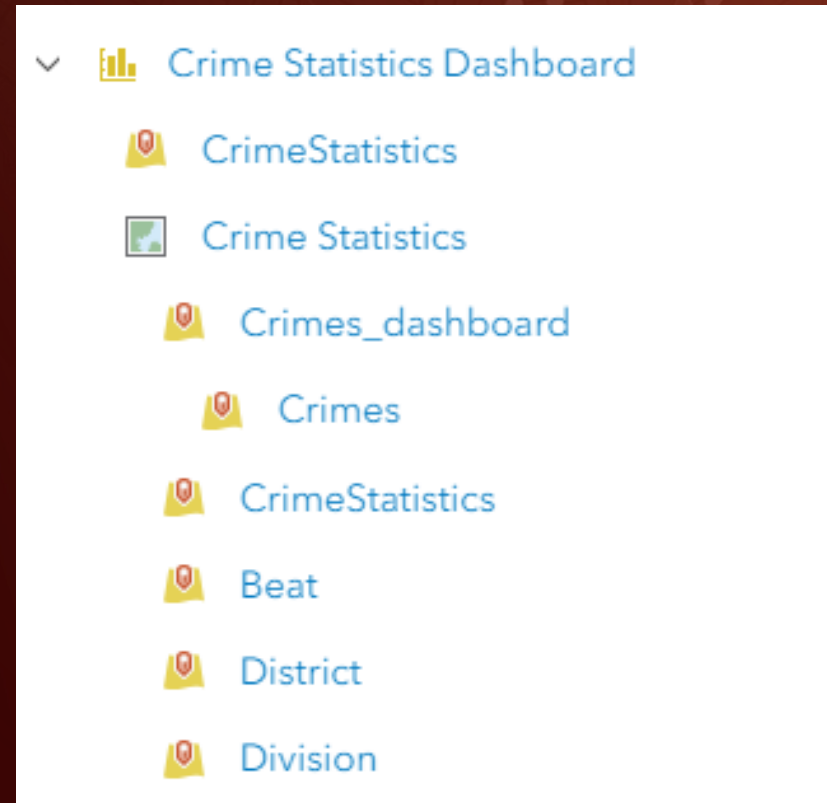 Crime Statistics Dashboard
CrimeStatistics
Crime Statistics
Crimes_dashboard
Crimes
CrimeStatistics
Beat
District
Division